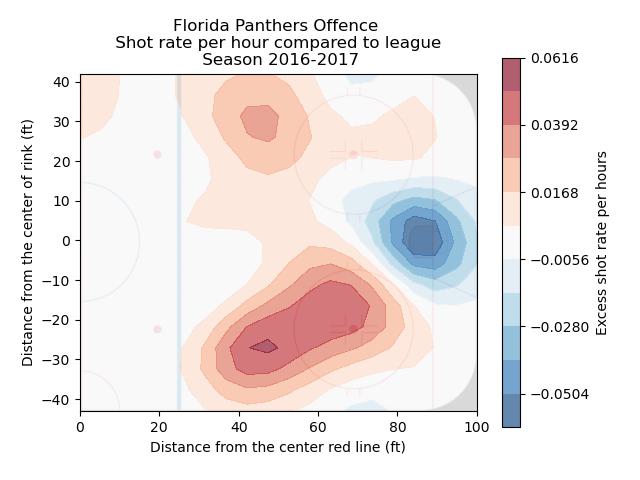 Florida Panthers Offence
Shot rate per hour compared to league
Season 2016-2017
40
30
20
10
0
−10
−20
−30
−40
Distance from the center of rink (ft)
0 20 40 60 80 100
Distance from the center red line (ft)
0.0616
0.0392
0.0168
−0.0056
−0.0280
−0.0504
Excess shot rate per hours